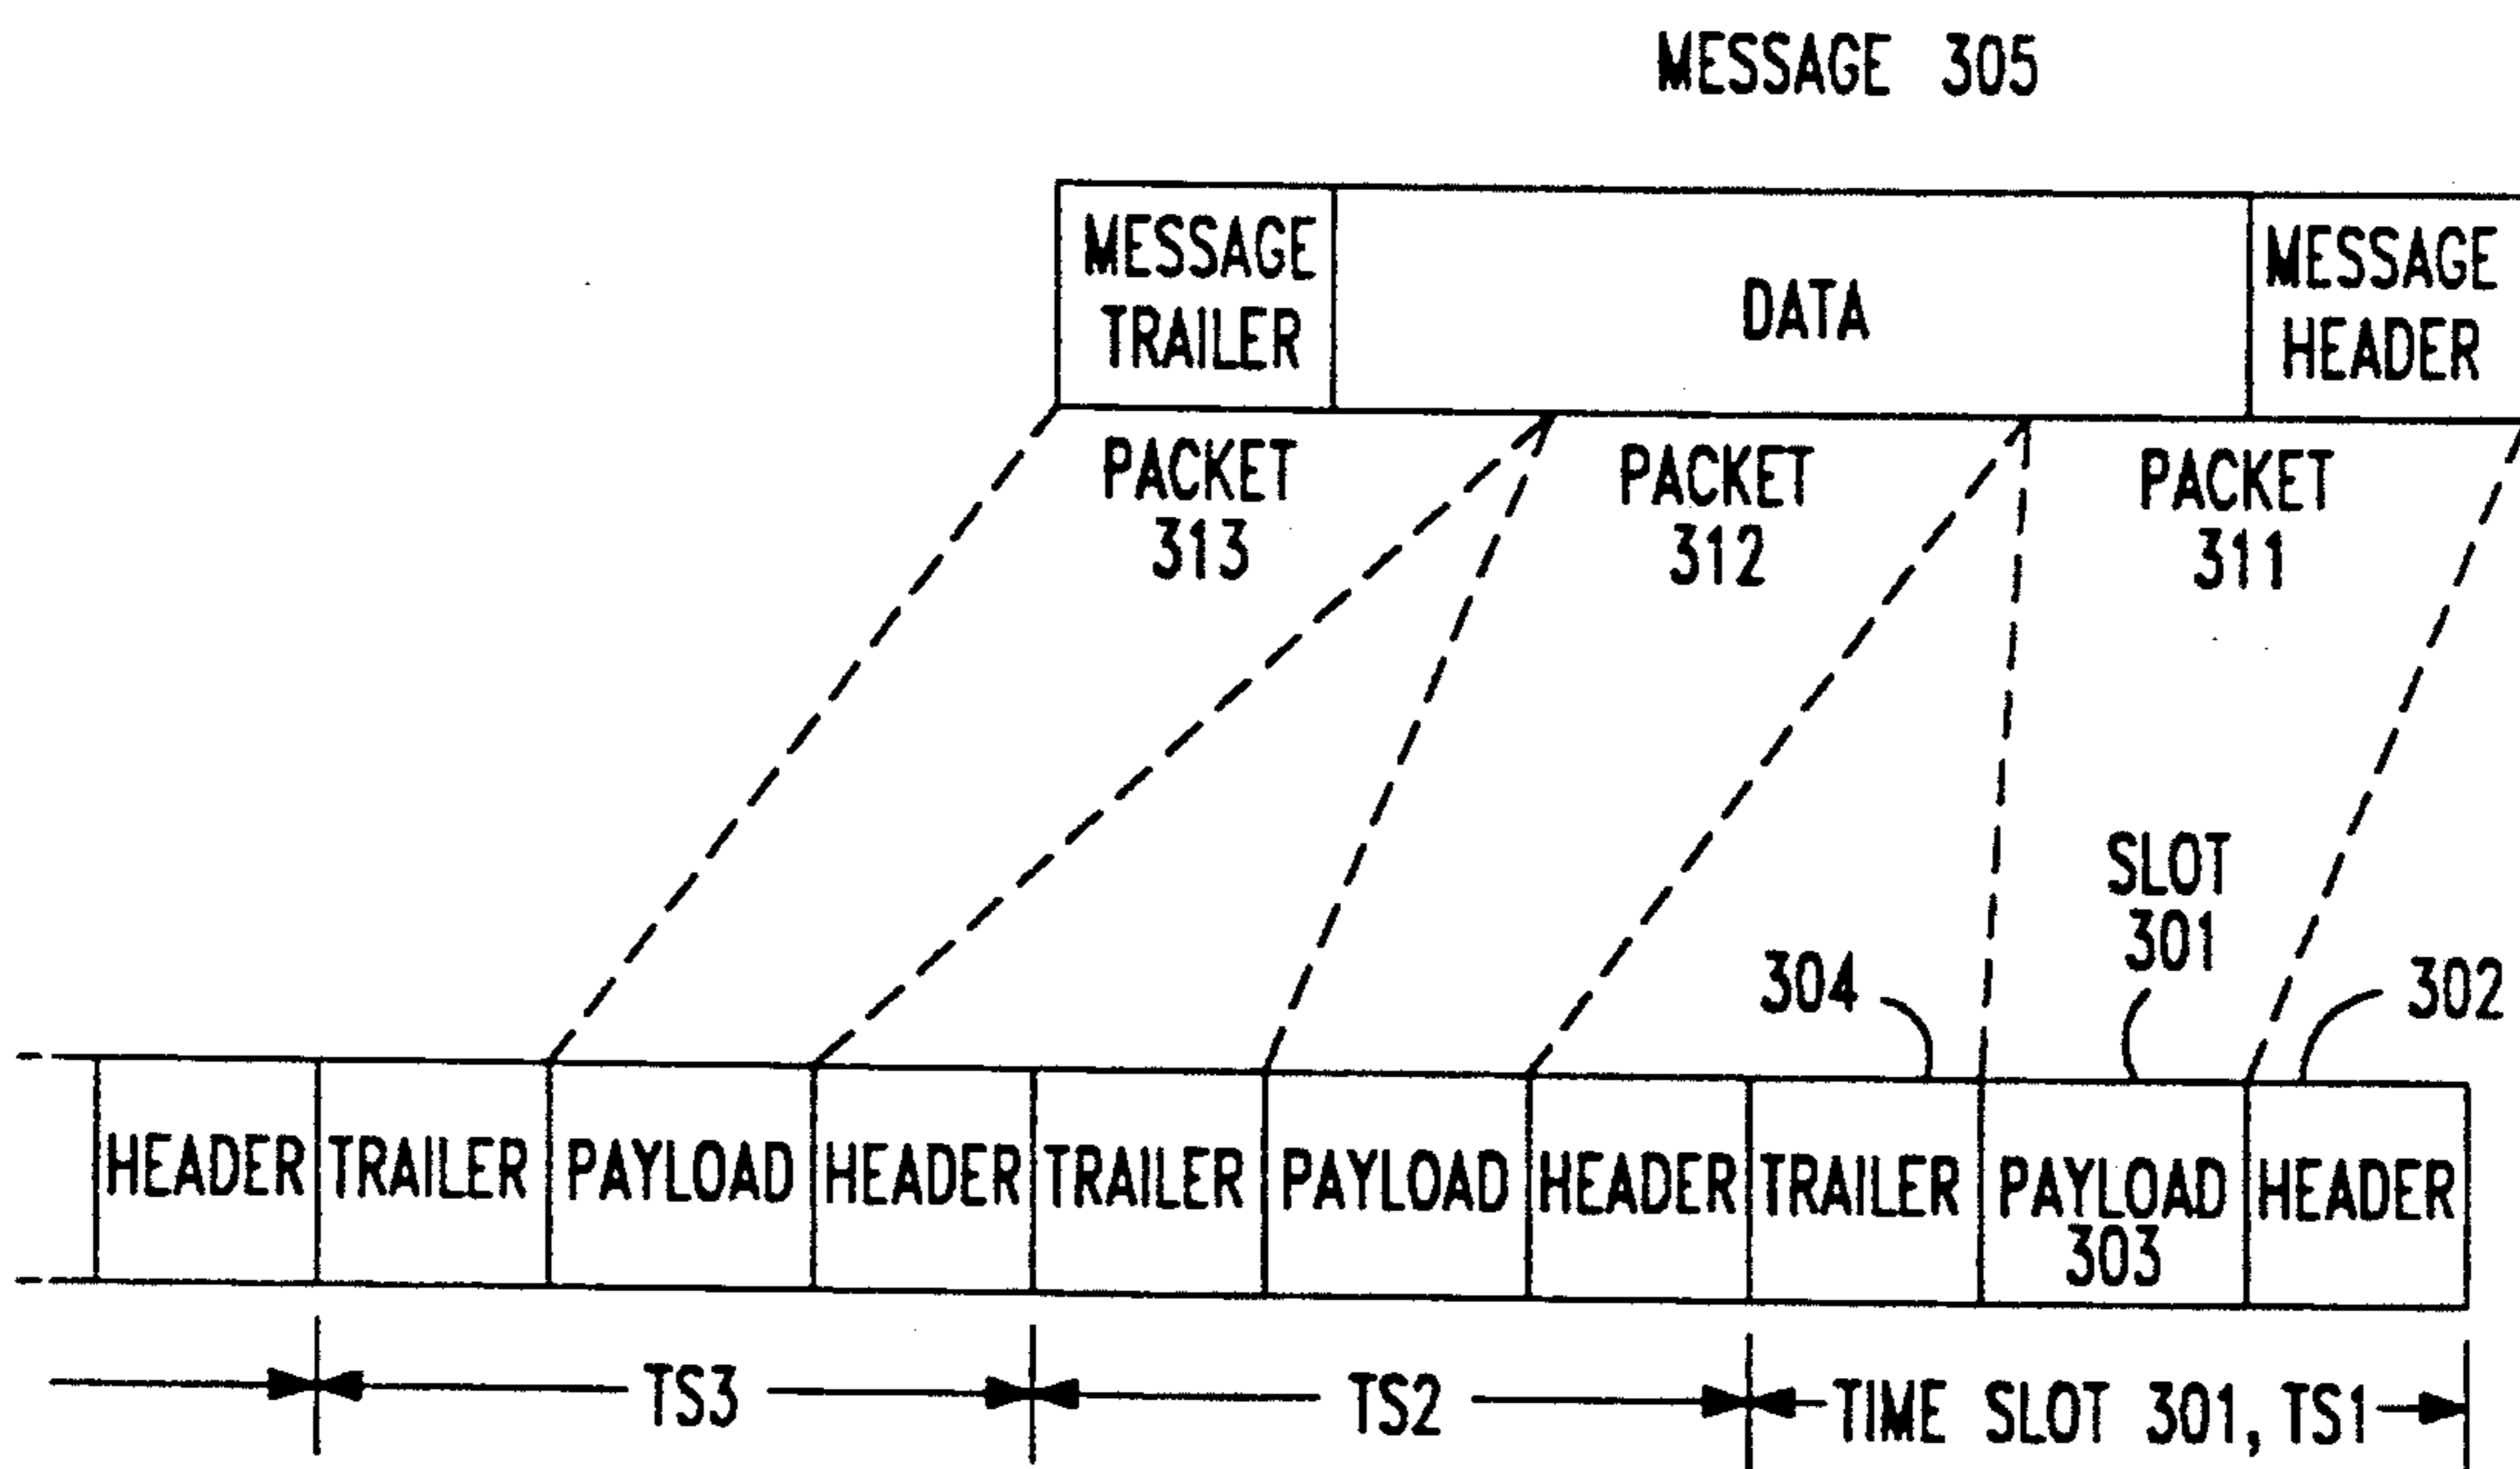 MESSAGE 305
MESSAGE
TRAILER
DATA
MESSAGE
HEADER
PACKET
313
PACKET
312
PACKET
311
SLOT
301
304
302
HEADER TRAILER PAYLOAD HEADER TRAILER PAYLOAD HEADER TRAILER PAYLOAD HEADER
303
TS3 TS2 TIME SLOT 301, TS1